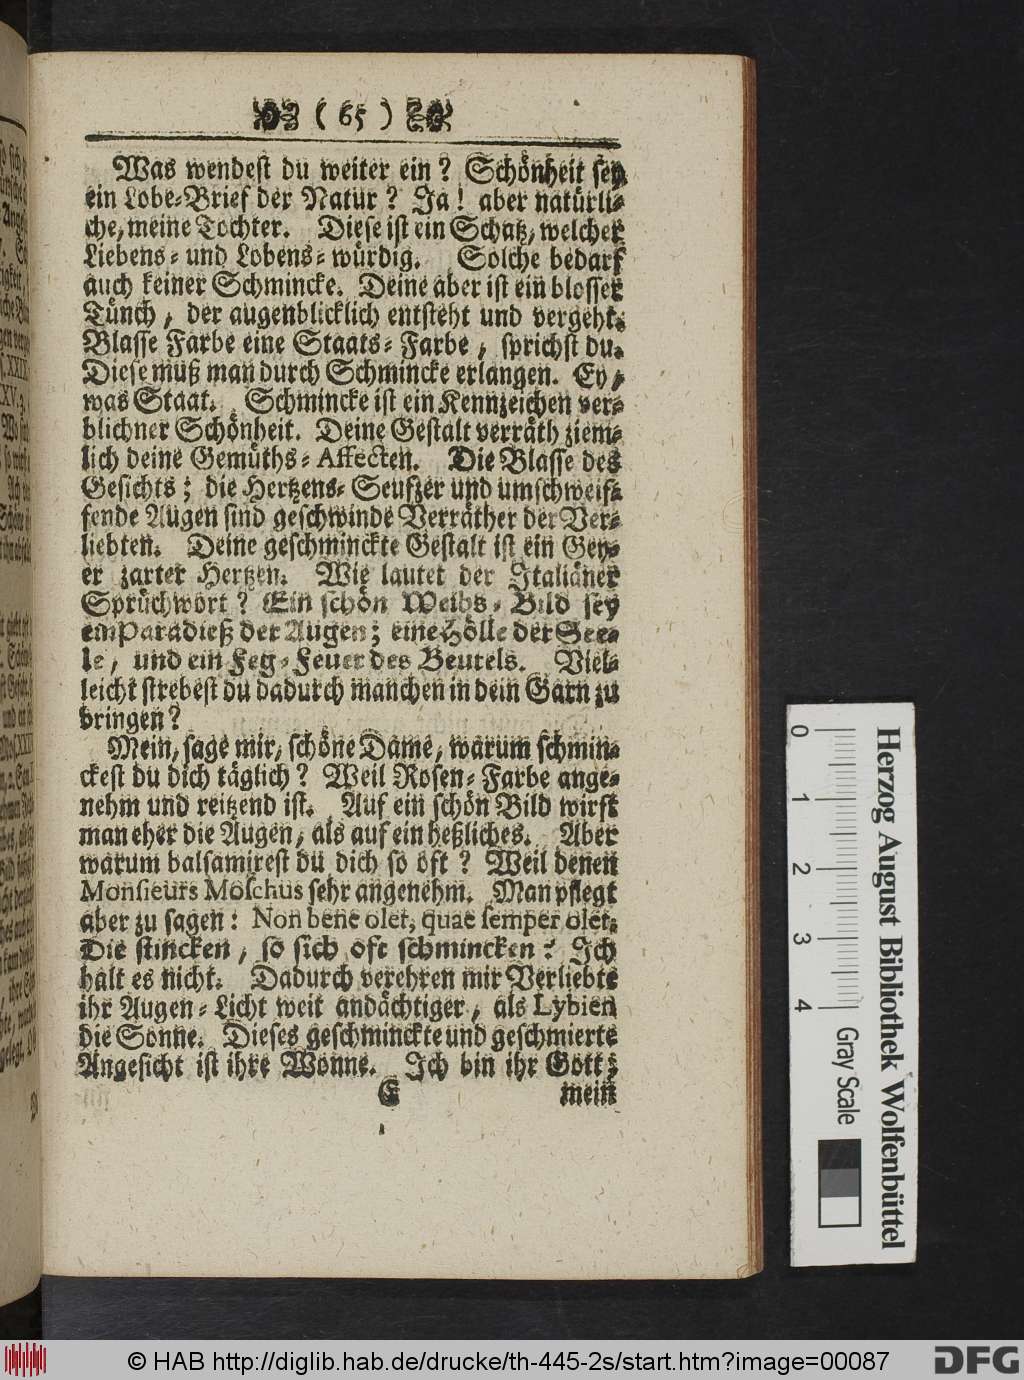 ( 65 )
Was wendest du weiter ein? Schönheit sey
ein Lobe-Brief der Natur? Ja! aber natürli-
che, meine Tochter. Diese ist ein Schatz, welcher
Liebens- und Lobens-würdig. Solche bedarf
auch keiner Schmincke. Deine aber ist ein blosser
Tünch, der augenblicklich entsteht und vergeht.
Blasse Farbe eine Staats-Farbe, sprichst du.
Diese muß man durch Schmincke erlangen. Ey,
was Staat. Schmincke ist ein Kennzeichen ver-
blichner Schönheit. Deine Gestalt verräth ziem-
lich deine Gemüths-Affecten. Die Blasse des
Gesichts; die Hertzens-Seufzer und umschweif-
fende Augen sind geschwinde Verräther der Ver-
liebten. Deine geschminckte Gestalt ist ein Gey-
er zarter Hertzen. Wie lautet der Italiäner
Sprüchwort? Ein schön Weibs-Bild sey
ein Paradieß der Augen; eine Hölle der See-
le, und ein Feg-Feuer des Beutels. Viel-
leicht strebest du dadurch manchen in dein Garn zu
bringen?
Mein, sage mir, schöne Dame, warum schmin-
ckest du dich täglich? Weil Rosen-Farbe ange-
nehm und reitzend ist. Auf ein schön Bild wirft
man eher die Augen, als auf ein heßliches. Aber
warum balsamirest du dich so oft? Weil denen
Monsieurs Moschus sehr angenehm. Man pflegt
aber zu sagen: Non bene olet, quae semper olet.
Die stincken, so sich oft schmincken? Ich
halt es nicht. Dadurch verehren mir Verliebte
ihr Augen-Licht weit andächtiger, als Lybien
die Sonne. Dieses geschminckte und geschmierte
Angesicht ist ihre Wonne. Ich bin ihr Gott;
E mein
0 1 2 3 4
Gray Scale
Herzog August Bibliothek Wolfenbüttel
© HAB http://diglib.hab.de/drucke/th-445-2s/start.htm?image=00087
DFG